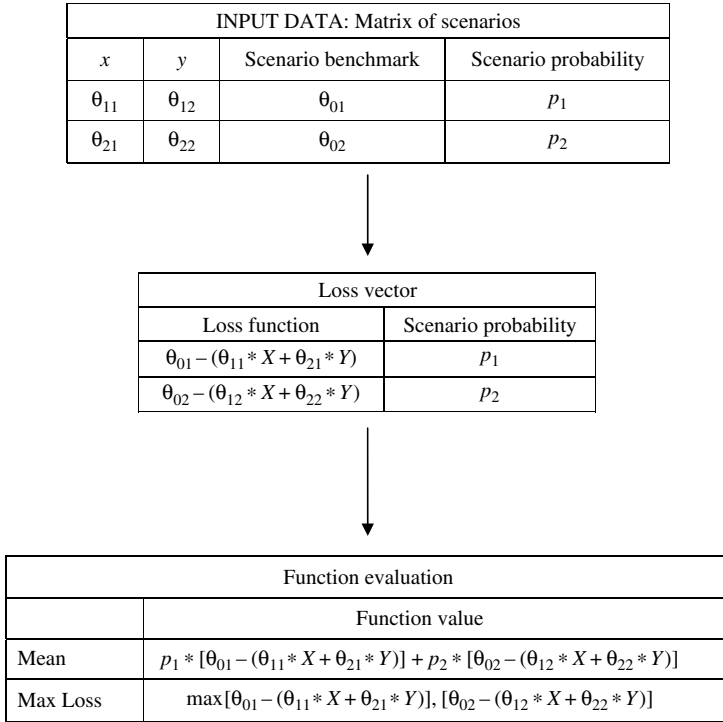 INPUT DATA: Matrix of scenarios
x y Scenario benchmark Scenario probability
θ₁₁ θ₁₂ θ₀₁ p₁
θ₂₁ θ₂₂ θ₀₂ p₂
Loss vector
Loss function Scenario probability
θ₀₁ – (θ₁₁ * X + θ₂₁ * Y) p₁
θ₀₂ – (θ₁₂ * X + θ₂₂ * Y) p₂
Function evaluation
Function value
Mean p₁ * [θ₀₁ – (θ₁₁ * X + θ₂₁ * Y)] + p₂ * [θ₀₂ – (θ₁₂ * X + θ₂₂ * Y)]
Max Loss max[θ₀₁ – (θ₁₁ * X + θ₂₁ * Y)], [θ₀₂ – (θ₁₂ * X + θ₂₂ * Y)]